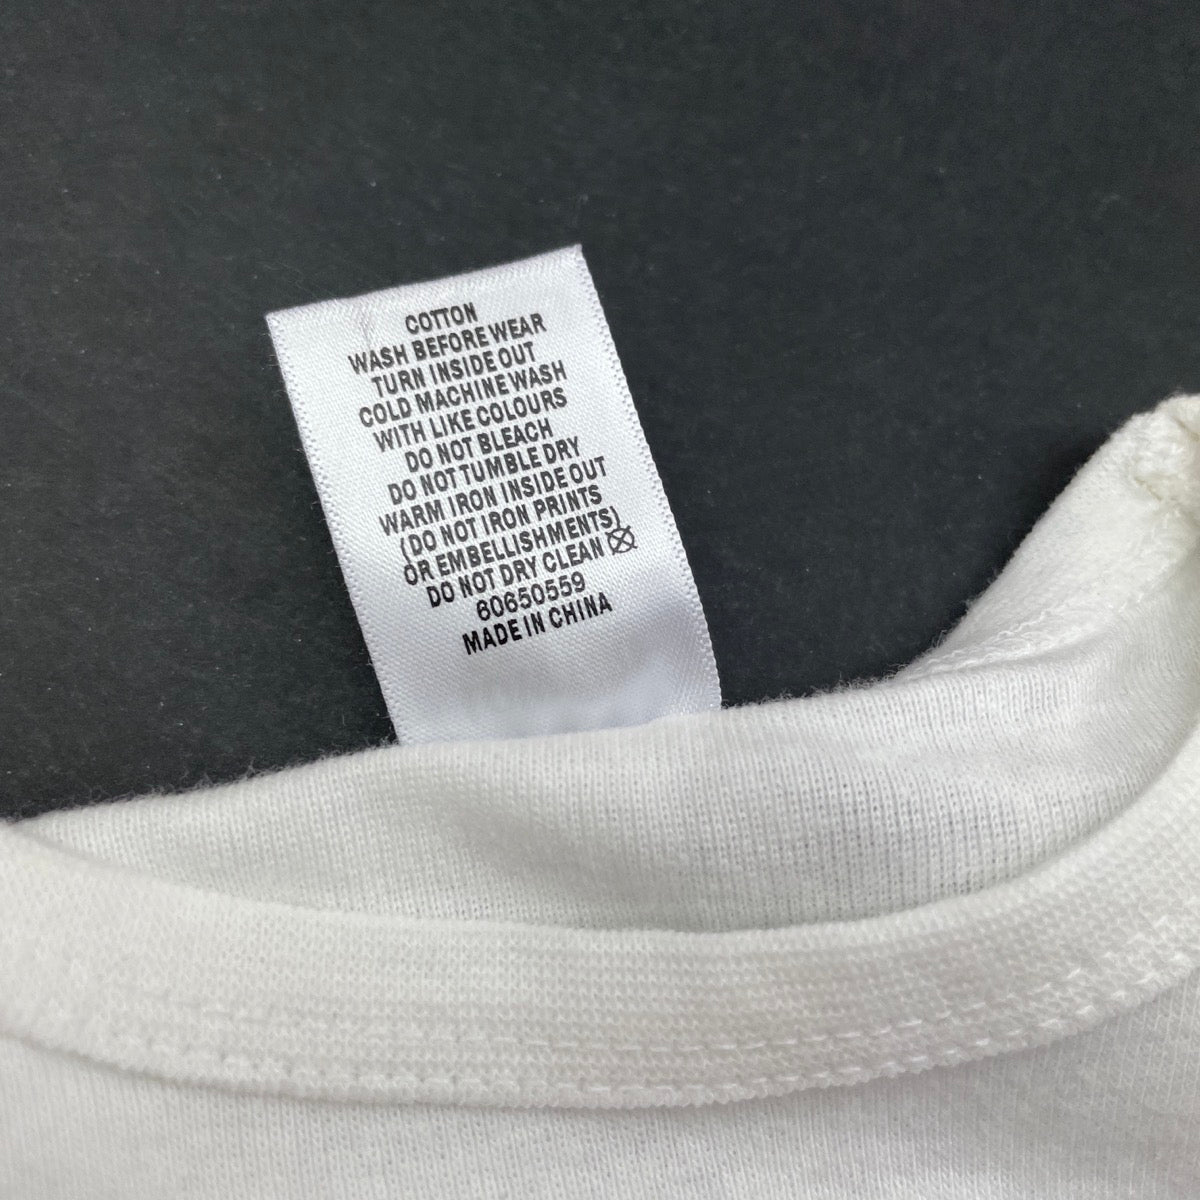 COTTON
WASH BEFORE WEAR
TURN INSIDE OUT
COLD MACHINE WASH
WITH LIKE COLOURS
DO NOT BLEACH
DO NOT TUMBLE DRY
WARM IRON INSIDE OUT
(DO NOT IRON PRINTS
OR EMBELLISHMENTS)
DO NOT DRY CLEAN
60650559
MADE IN CHINA